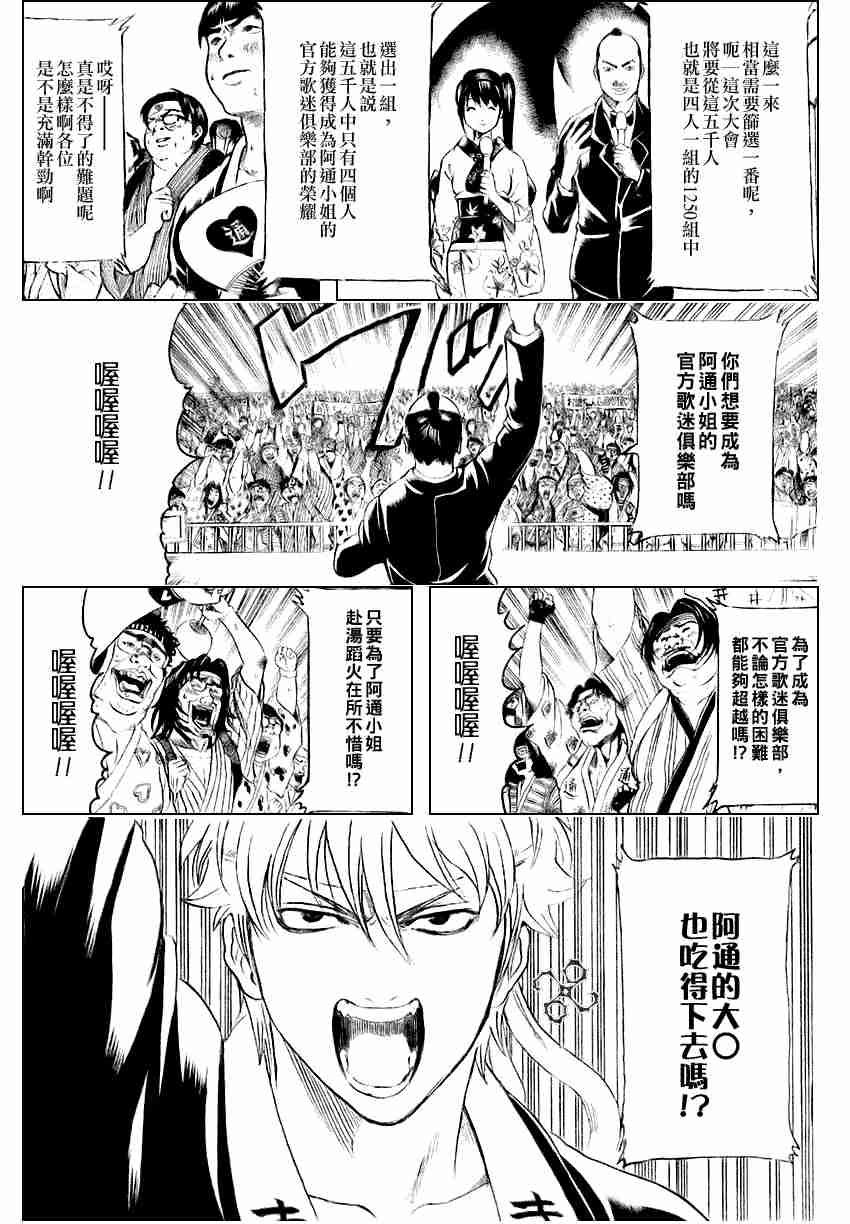 這麼一來
相當需要篩選一番呢，
呃—這次大會
將要從這五千人
也就是四人一組的1250組中
選出一組，
也就是說
這五千人中只有四個人
能夠獲得成為阿通小姐的
官方歌迷俱樂部的榮耀
哎呀——
真是不得了的難題呢
怎麼樣啊各位
是不是充滿幹勁啊
通
你們想要成為
阿通小姐的
官方歌迷俱樂部嗎
喔喔喔喔!!
為了成為
官方歌迷俱樂部，
不論怎樣的困難
都能夠超越嗎!?
喔喔喔喔!!
通
只要為了阿通小姐
赴湯蹈火在所不惜嗎!?
喔喔喔喔!!
阿通的大〇
也吃得下去嗎!?